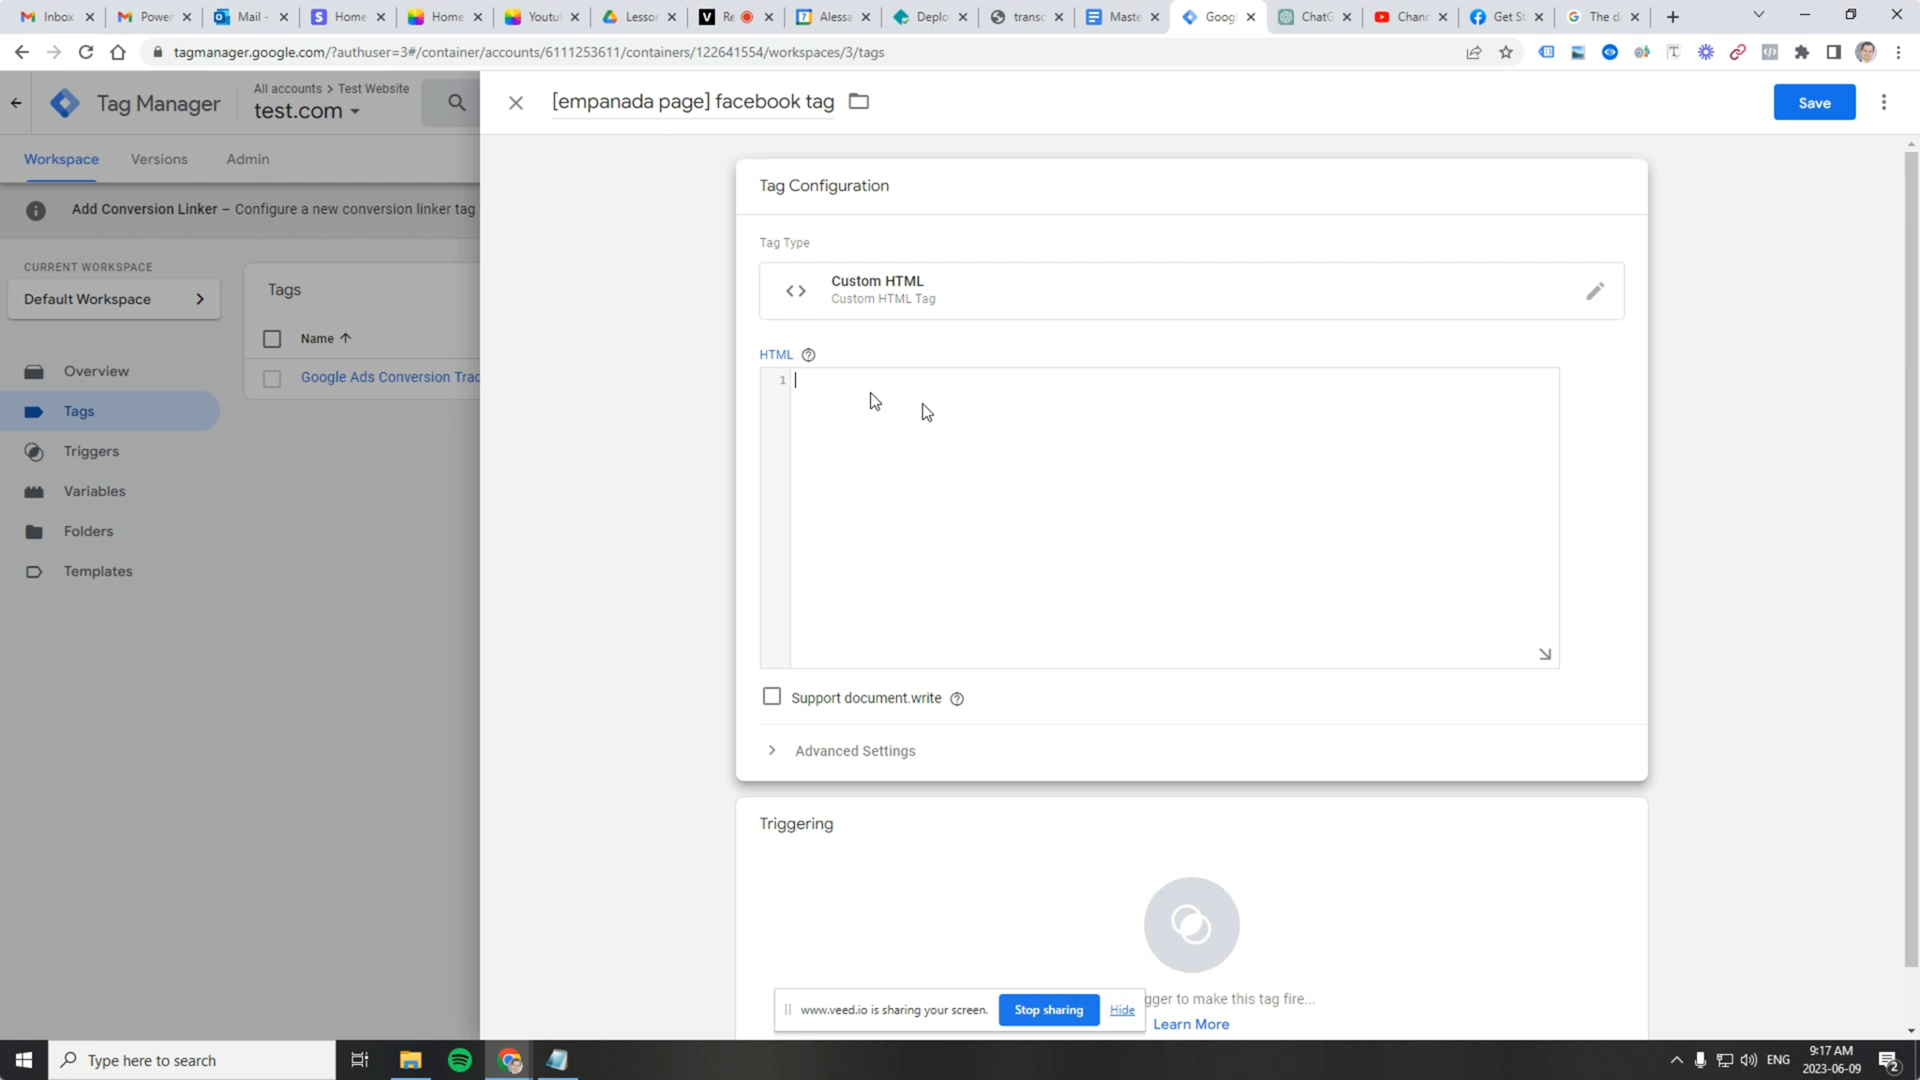 Inbox
Power
Mail -
Home
Home
Youtu
Lessor
Re
Alessa
Deplo
transc
Maste
Googl
ChatG
Chann
Get St
The d
tagmanager.google.com/?authuser=3#/container/accounts/6111253611/containers/122641554/workspaces/3/tags
Tag Manager
All accounts > Test Website
test.com
[empanada page] facebook tag
Save
Workspace
Versions
Admin
Add Conversion Linker – Configure a new conversion linker tag
CURRENT WORKSPACE
Default Workspace
Overview
Tags
Triggers
Variables
Folders
Templates
Tags
Name
Google Ads Conversion Trac
Tag Configuration
Tag Type
Custom HTML
Custom HTML Tag
HTML
1
Support document.write
Advanced Settings
Triggering
gger to make this tag fire...
Learn More
www.veed.io is sharing your screen.
Stop sharing
Hide
Type here to search
ENG
9:17 AM
2023-06-09
2